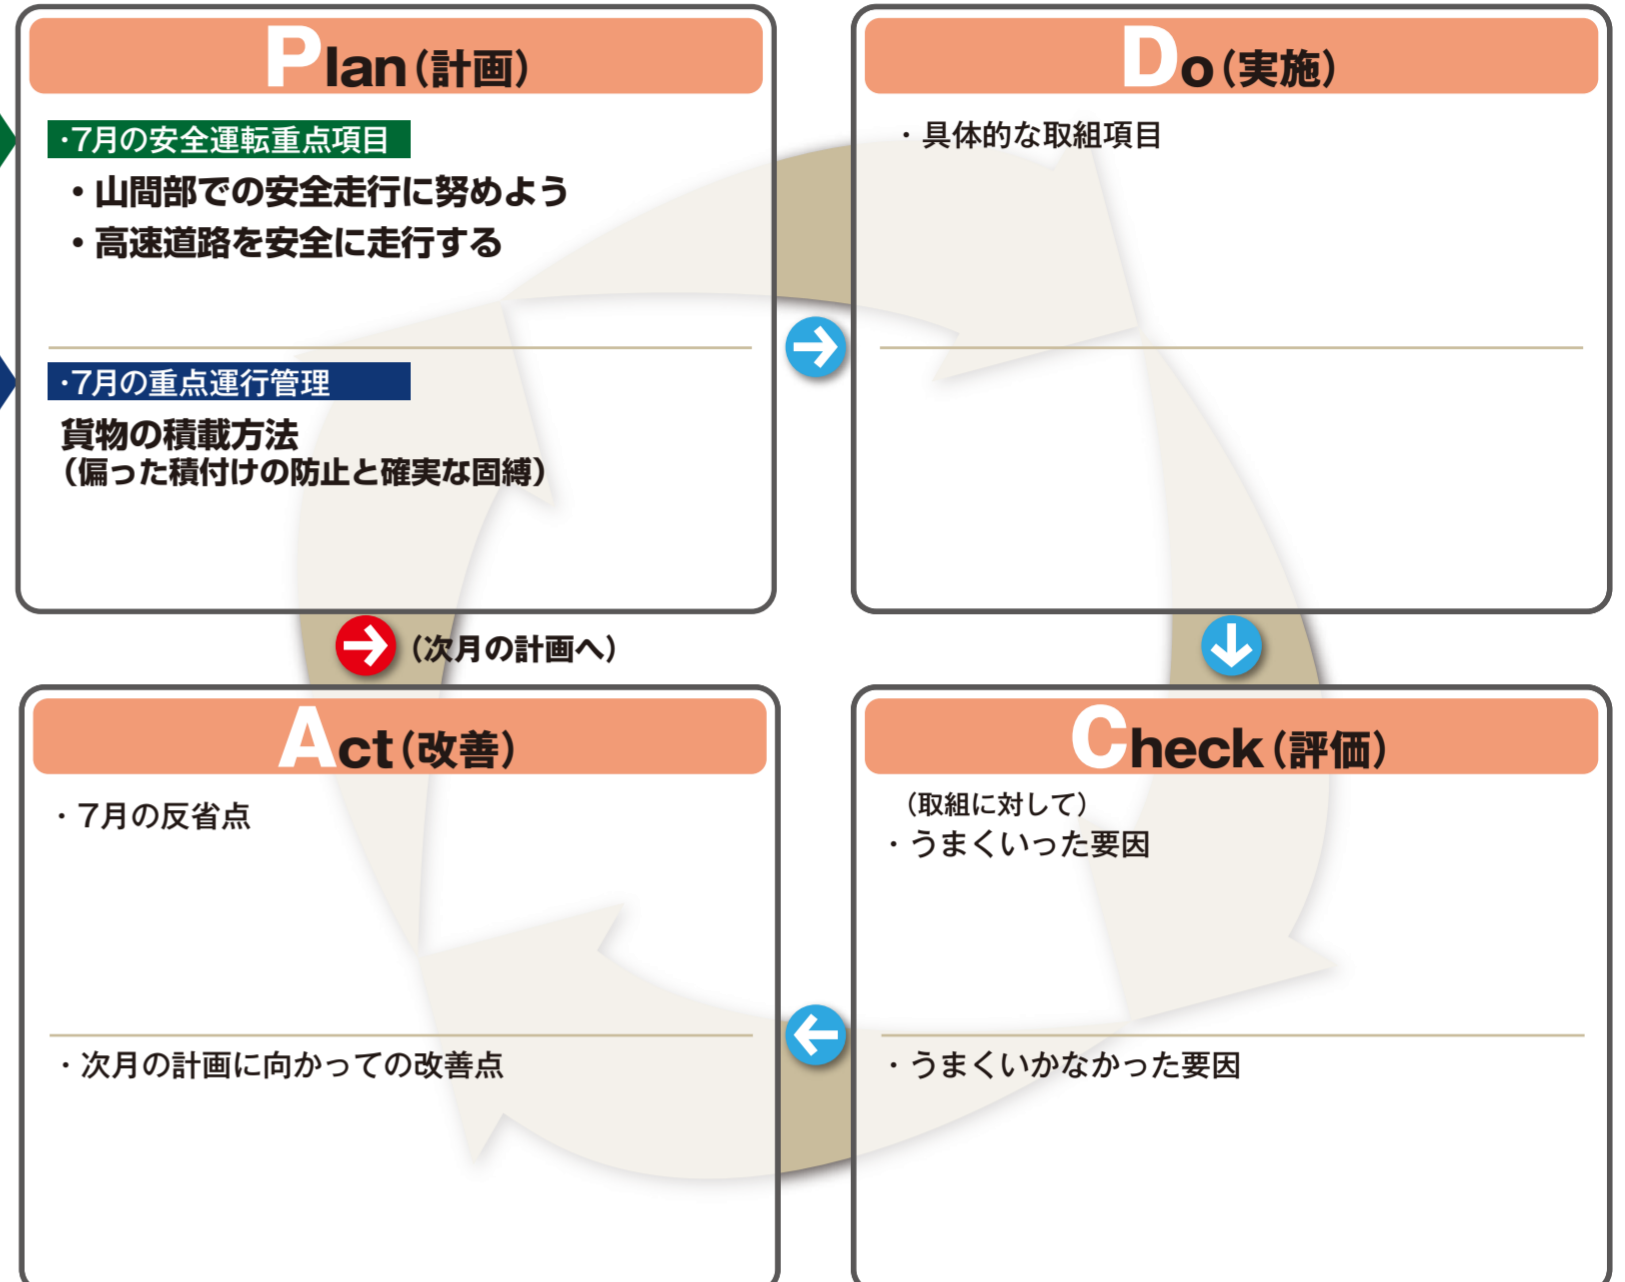 Plan（計画）
・7月の安全運転重点項目
・山間部での安全走行に努めよう
・高速道路を安全に走行する
・7月の重点運行管理
貨物の積載方法
（偏った積付けの防止と確実な固縛）
Do（実施）
・具体的な取組項目
（次月の計画へ）
Act（改善）
・7月の反省点
・次月の計画に向かっての改善点
Check（評価）
（取組に対して）
・うまくいった要因
・うまくいかなかった要因